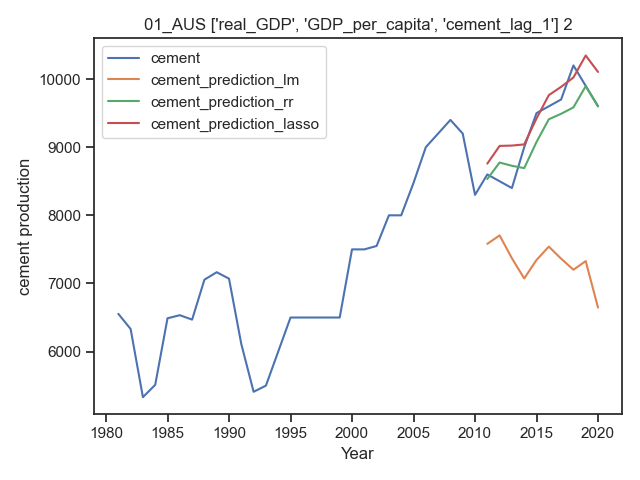 01_AUS ['real_GDP', 'GDP_per_capita', 'cement_lag_1'] 2
cement
cement_prediction_lm
cement_prediction_rr
cement_prediction_lasso
cement production
10000
9000
8000
7000
6000
1980
1985
1990
1995
2000
2005
2010
2015
2020
Year